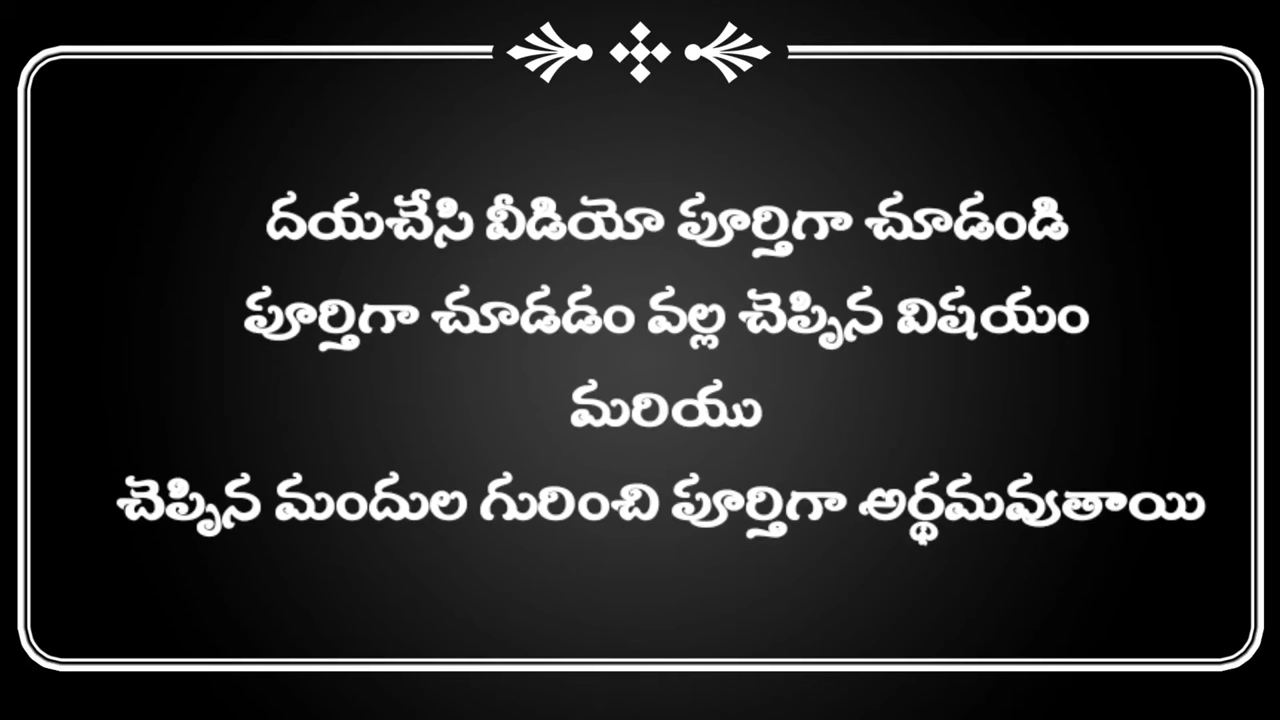 దయచేసి వీడియో పూర్తిగా చూడండి
పూర్తిగా చూడడం వల్ల చెప్పిన విషయం
మరియు
చెప్పిన మందుల గురించి పూర్తిగా అర్థమవుతాయి